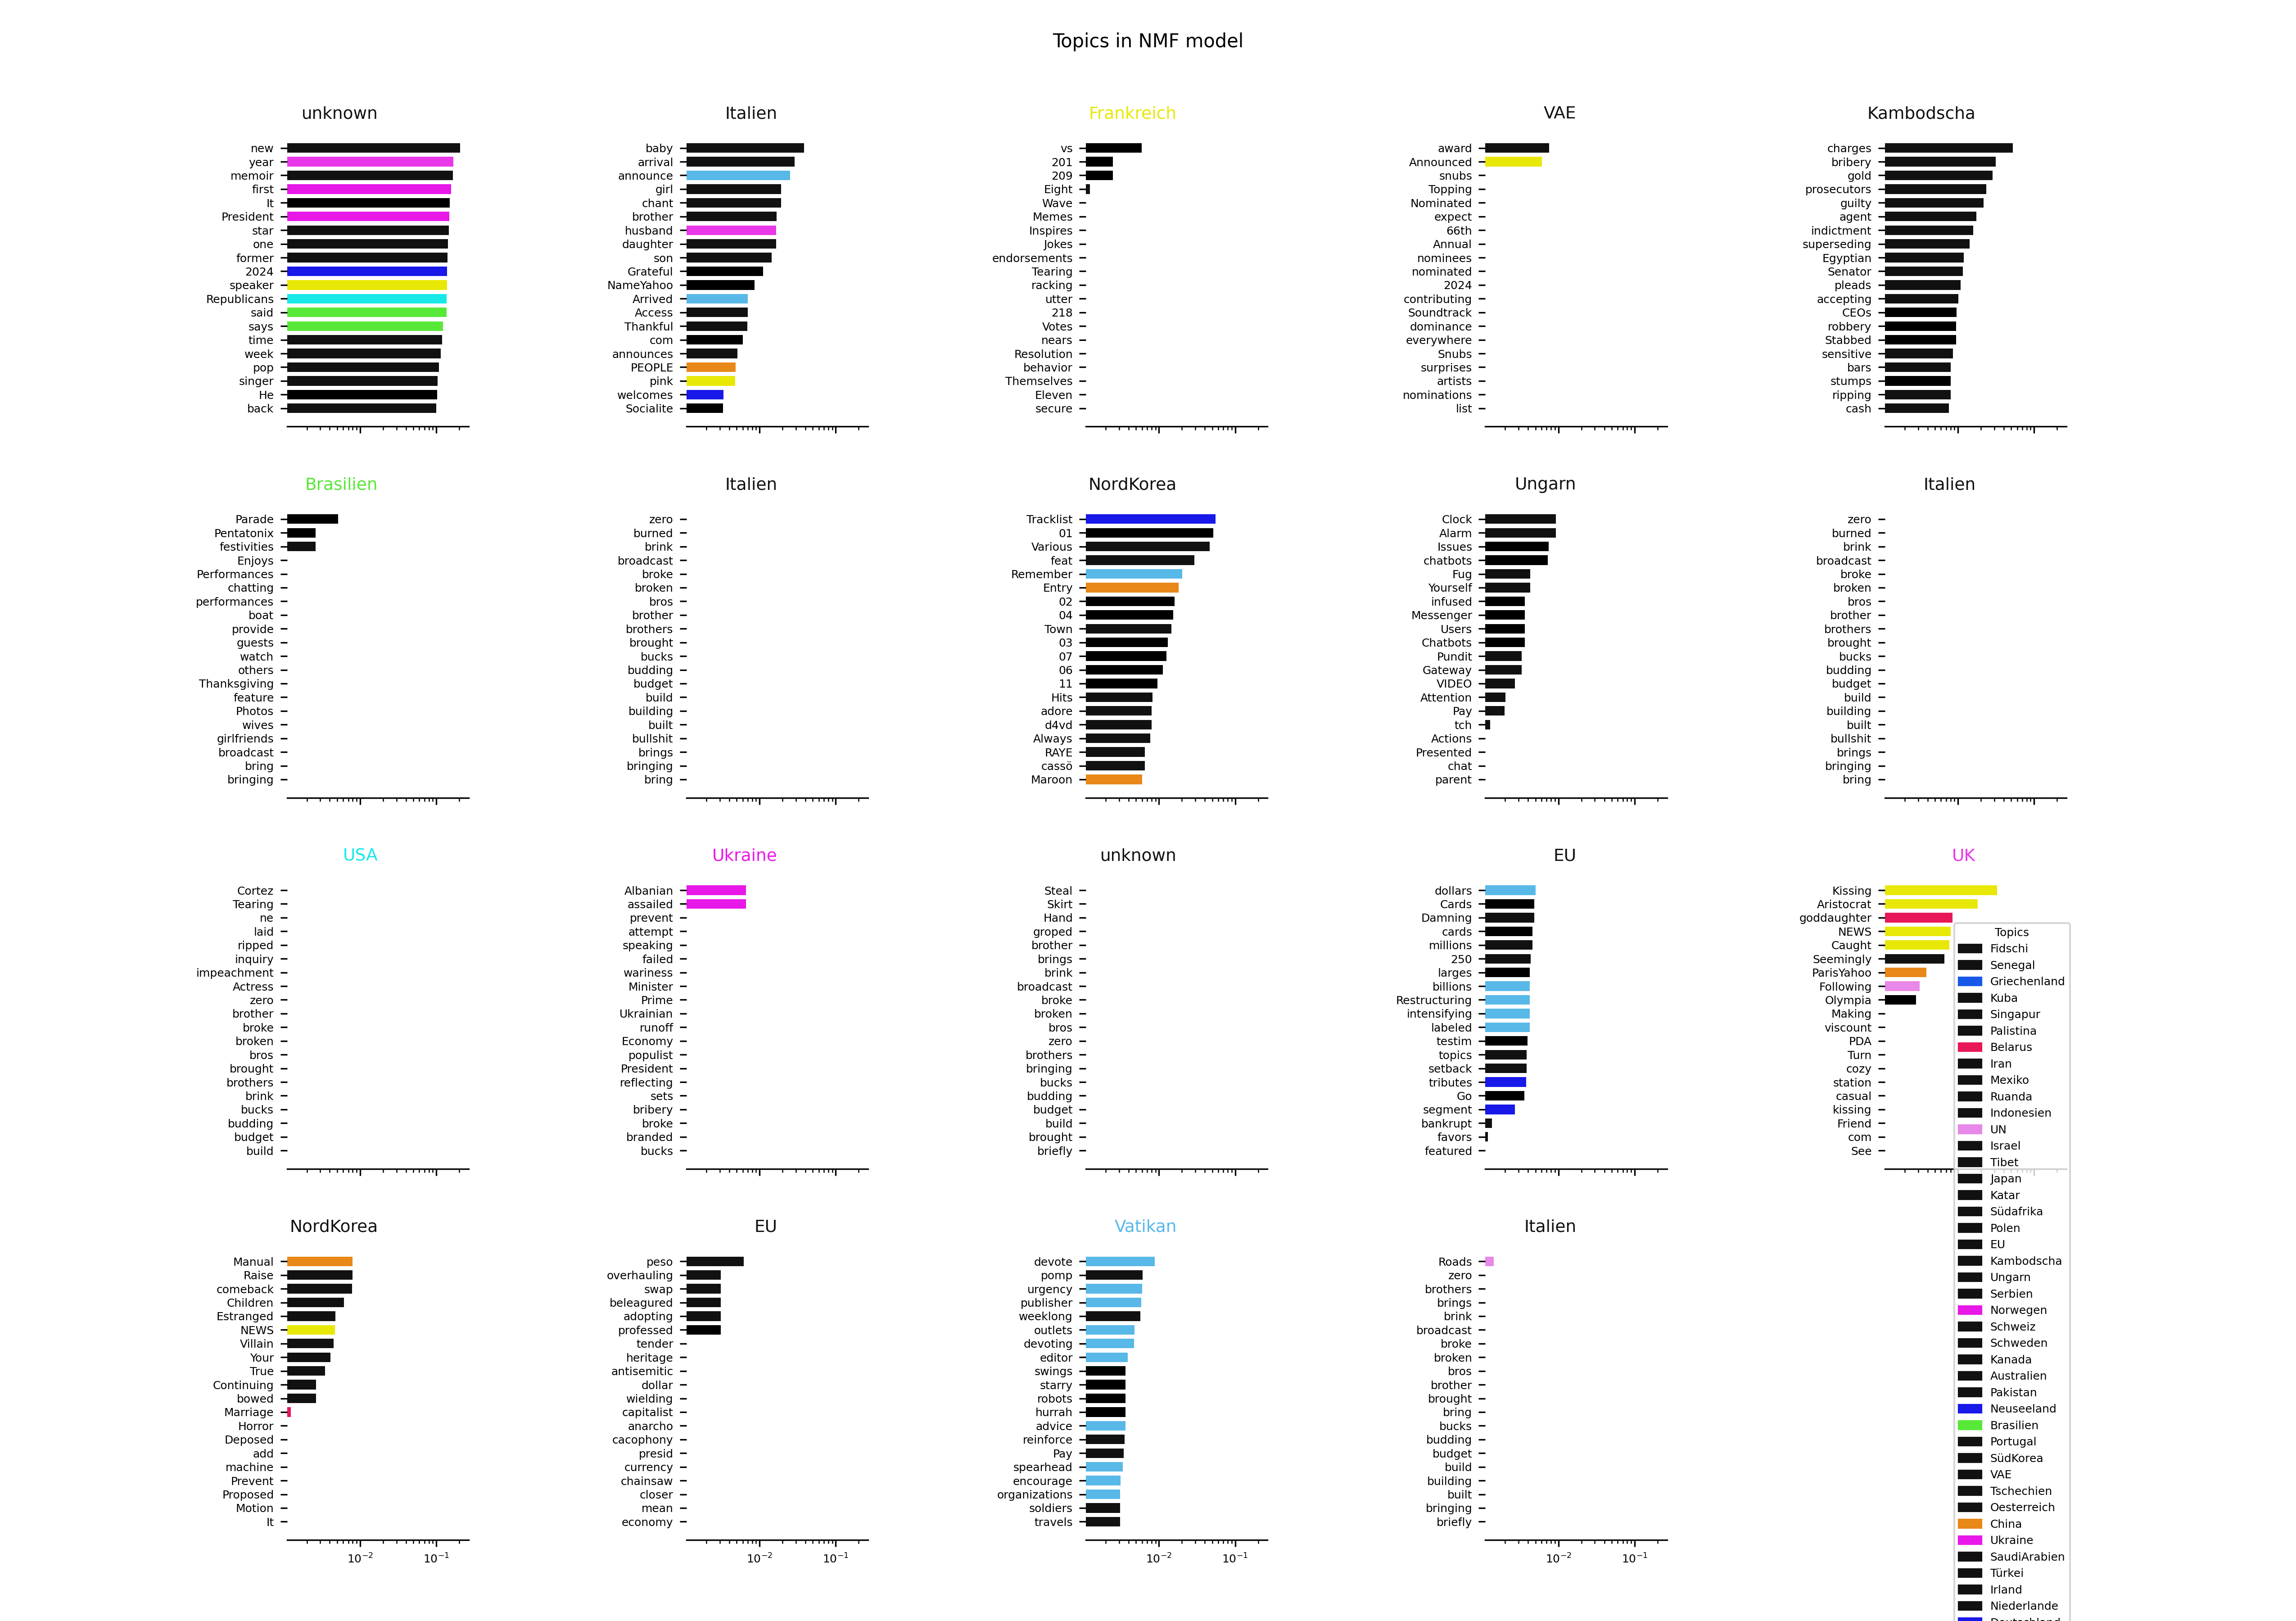 Topics in NMF model
unknown
new
year
memoir
first
It
President
star
one
former
2024
speaker
Republicans
said
says
time
week
pop
singer
He
back
Italien
baby
arrival
announce
girl
chant
brother
husband
daughter
son
Grateful
NameYahoo
Arrived
Access
Thankful
com
announces
PEOPLE
pink
welcomes
Socialite
Frankreich
vs
201
209
Eight
Wave
Memes
Inspires
Jokes
endorsements
Tearing
racking
utter
218
Votes
nears
Resolution
behavior
Themselves
Eleven
secure
VAE
award
Announced
snubs
Topping
Nominated
expect
66th
Annual
nominees
nominated
2024
contributing
Soundtrack
dominance
everywhere
Snubs
surprises
artists
nominations
list
Kambodscha
charges
bribery
gold
prosecutors
guilty
agent
indictment
superseding
Egyptian
Senator
pleads
accepting
CEOs
robbery
Stabbed
sensitive
bars
stumps
ripping
cash
Brasilien
Parade
Pentatonix
festivities
Enjoys
Performances
chatting
performances
boat
provide
guests
watch
others
Thanksgiving
feature
Photos
wives
girlfriends
broadcast
bring
bringing
Italien
zero
burned
brink
broadcast
broke
broken
bros
brother
brothers
brought
bucks
budding
budget
build
building
built
bullshit
brings
bringing
bring
NordKorea
Tracklist
01
Various
feat
Remember
Entry
02
04
Town
03
07
06
11
Hits
adore
d4vd
Always
RAYE
cassö
Maroon
Ungarn
Clock
Alarm
Issues
chatbots
Fug
Yourself
infused
Messenger
Users
Chatbots
Pundit
Gateway
VIDEO
Attention
Pay
tch
Actions
Presented
chat
parent
Italien
zero
burned
brink
broadcast
broke
broken
bros
brother
brothers
brought
bucks
budding
budget
build
building
built
bullshit
brings
bringing
bring
USA
Cortez
Tearing
ne
laid
ripped
inquiry
impeachment
Actress
zero
brother
broke
broken
bros
brought
brothers
brink
bucks
budding
budget
build
Ukraine
Albanian
assailed
prevent
attempt
speaking
failed
wariness
Minister
Prime
Ukrainian
runoff
Economy
populist
President
reflecting
sets
bribery
broke
branded
bucks
unknown
Steal
Skirt
Hand
groped
brother
brings
brink
broadcast
broke
broken
bros
zero
brothers
bringing
bucks
budding
budget
build
brought
briefly
EU
dollars
Cards
Damning
cards
millions
250
larges
billions
Restructuring
intensifying
labeled
testim
topics
setback
tributes
Go
segment
bankrupt
favors
featured
UK
Kissing
Aristocrat
goddaughter
NEWS
Caught
Seemingly
ParisYahoo
Following
Olympia
Making
viscount
PDA
Turn
cozy
station
casual
kissing
Friend
com
See
NordKorea
Manual
Raise
comeback
Children
Estranged
NEWS
Villain
Your
True
Continuing
bowed
Marriage
Horror
Deposed
add
machine
Prevent
Proposed
Motion
It
10⁻² 10⁻¹
EU
peso
overhauling
swap
beleagured
adopting
professed
tender
heritage
antisemitic
dollar
wielding
capitalist
anarcho
cacophony
presid
currency
chainsaw
closer
mean
economy
10⁻² 10⁻¹
Vatikan
devote
pomp
urgency
publisher
weeklong
outlets
devoting
editor
swings
starry
robots
hurrah
advice
reinforce
Pay
spearhead
encourage
organizations
soldiers
travels
10⁻² 10⁻¹
Italien
Roads
zero
brothers
brings
brink
broadcast
broke
broken
bros
brother
brought
bring
bucks
budding
budget
build
building
built
bringing
briefly
10⁻² 10⁻¹
Topics
Fidschi
Senegal
Griechenland
Kuba
Singapur
Palistina
Belarus
Iran
Mexiko
Ruanda
Indonesien
UN
Israel
Tibet
Japan
Katar
Südafrika
Polen
EU
Kambodscha
Ungarn
Serbien
Norwegen
Schweiz
Schweden
Kanada
Australien
Pakistan
Neuseeland
Brasilien
Portugal
SüdKorea
VAE
Tschechien
Oesterreich
China
Ukraine
SaudiArabien
Türkei
Irland
Niederlande